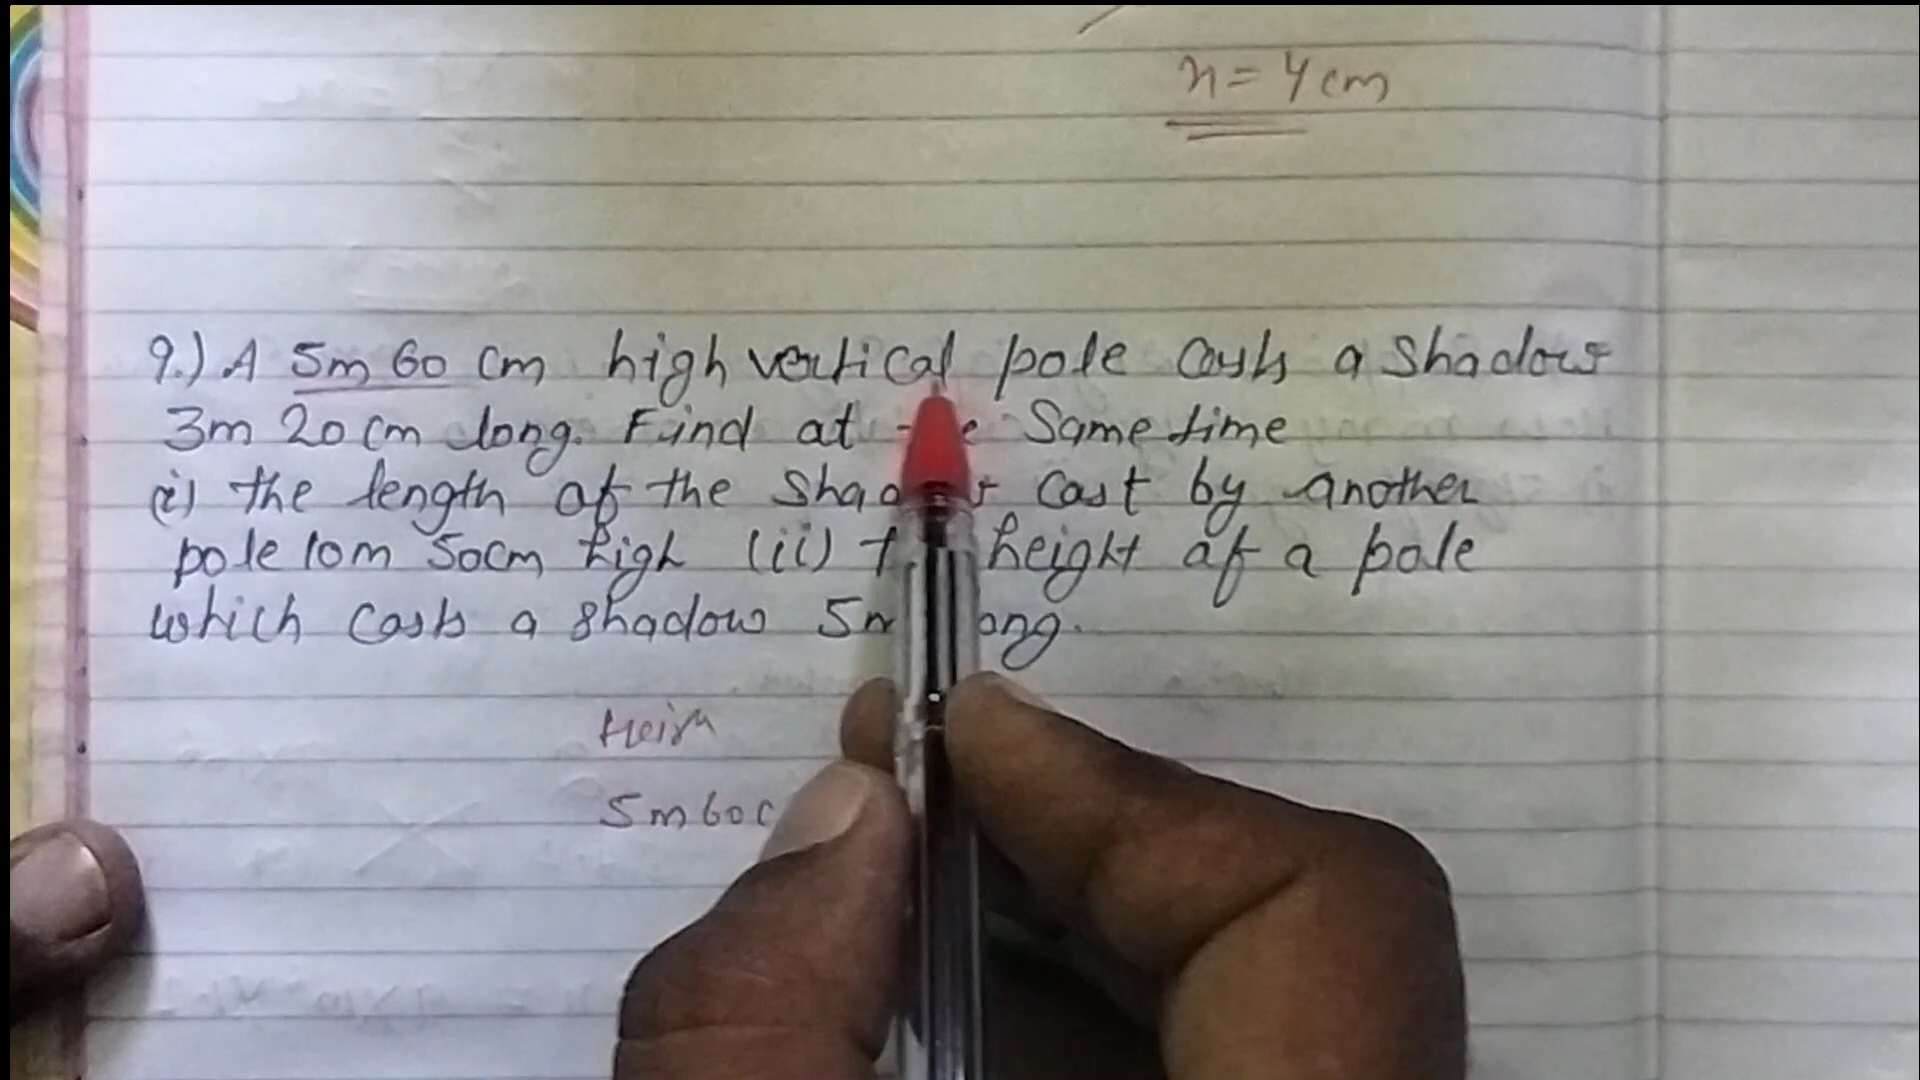 n = 4 cm
9.) A 5m 60 cm high vertical pole casts a shadow
3m 20 cm long. Find at same time
(i) the length of the cast by another
pole 10m 50cm high (ii) height of a pole
which casts a shadow 5m
5m60c